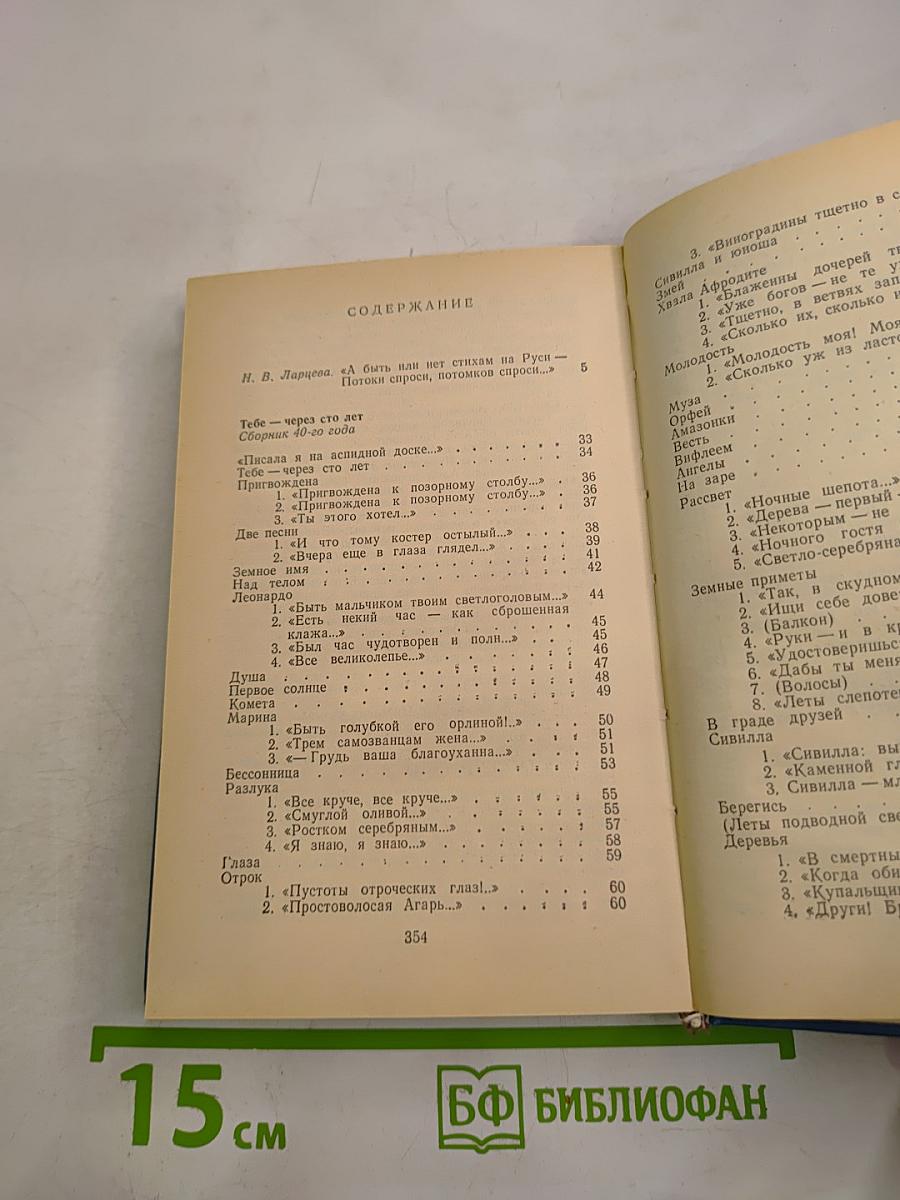 СОДЕРЖАНИЕ
Н. В. Ларцева. «А быть или нет стихам на Руси —
Потоки спроси, потомков спроси...» 5
Тебе — через сто лет
Сборник 40-го года
«Писала я на аспидной доске...» . . . . . . . 33
Тебе — через сто лет . . . . . . . . . . . 34
Пригвождена
1. «Пригвождена к позорному столбу...» . 36
2. «Пригвождена к позорному столбу...» . 36
3. «Ты этого хотел...» . . . . . . . . 37
Две песни
1. «И что тому костер остылый...» . . . 38
2. «Вчера еще в глаза глядел...» . . . . 39
Земное имя . . . . . . . . . . . . . 41
Над телом . . . . . . . . . . . . . 42
Леонардо
1. «Быть мальчиком твоим светлоголовым...» 44
2. «Есть некий час — как сброшенная
клажа...» . . . . . . . . . . . 45
3. «Был час чудотворен и полн...» . . . 45
4. «Все великолепье...» . . . . . . . 46
Душа . . . . . . . . . . . . . . . 47
Первое солнце . . . . . . . . . . . . 48
Комета . . . . . . . . . . . . . . 49
Марина
1. «Быть голубкой его орлиной!..» . . . 50
2. «Трем самозванцам жена...» . . . . 51
3. «— Грудь ваша благоуханна...» . . . 51
Бессонница . . . . . . . . . . . . . 53
Разлука
1. «Все круче, все круче...» . . . . . . 55
2. «Смуглой оливой...» . . . . . . . 55
3. «Ростком серебряным...» . . . . . . 57
4. «Я знаю, я знаю...» . . . . . . . . 58
Глаза . . . . . . . . . . . . . . . 59
Отрок
1. «Пустоты отроческих глаз!..» . . . . 60
2. «Простоволосая Агарь...» . . . . . . 60
354
3. «Виноградины тщетно в с
Сивилла и юноша . . . . .
Змей . . . . . . .
Хвала Афродите
1. «Блаженны дочерей тв
2. «Уже богов — не те у
3. «Тщетно, в ветвях зап
4. «Сколько их, сколько и
Молодость
1. «Молодость моя! Моя
2. «Сколько уж из ласт
Муза . . . . . . .
Орфей . . . . . . .
Амазонки . . . . . .
Весть . . . . . . .
Вифлеем . . . . . .
Ангелы . . . . . . .
На заре . . . . . . .
Рассвет
1. «Ночные шепота...»
2. «Дерева — первый
3. «Некоторым — не
4. «Ночного гостя
5. «Светло-серебряна
Земные приметы
1. «Так, в скудном
2. «Ищи себе дове
3. (Балкон) . .
4. «Руки — и в кр
5. «Удостоверишьс
6. «Дабы ты меня
7. (Волосы) . .
8. «Леты слепоте
В граде друзей . .
Сивилла
1. «Сивилла: вы
2. «Каменной гл
3. Сивилла — мл
Берегись . . . .
(Леты подводной све
Деревья
1. «В смертны
2. «Когда оби
3. «Купальщи
4. «Други! Бр
15 см
БФ БИБЛИОФАН